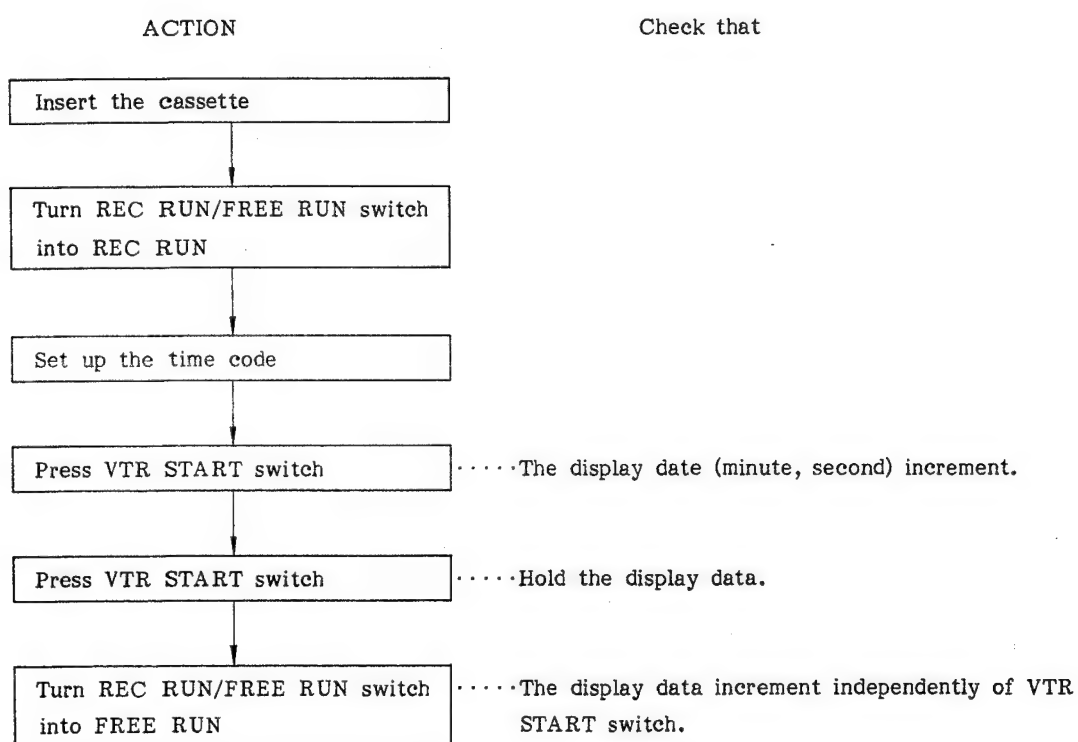 ACTION
Check that
Insert the cassette
Turn REC RUN/FREE RUN switch
into REC RUN
Set up the time code
Press VTR START switch
·····The display date (minute, second) increment.
Press VTR START switch
·····Hold the display data.
Turn REC RUN/FREE RUN switch
into FREE RUN
·····The display data increment independently of VTR
START switch.